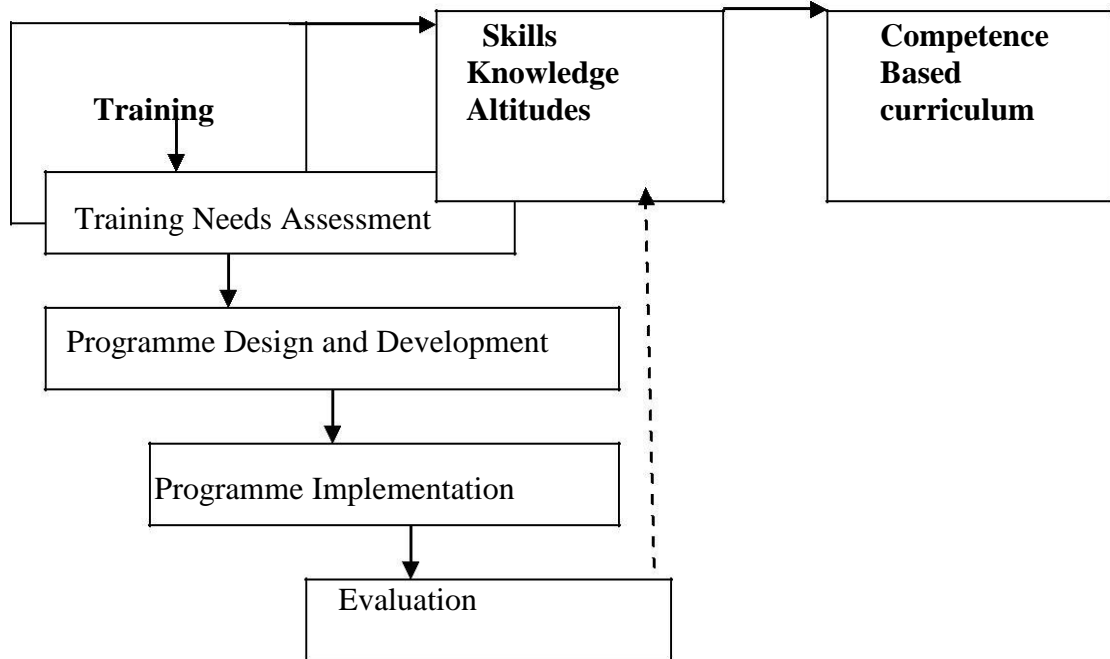 Training
Skills
Knowledge
Altitudes
Competence
Based
curriculum
Training Needs Assessment
Programme Design and Development
Programme Implementation
Evaluation